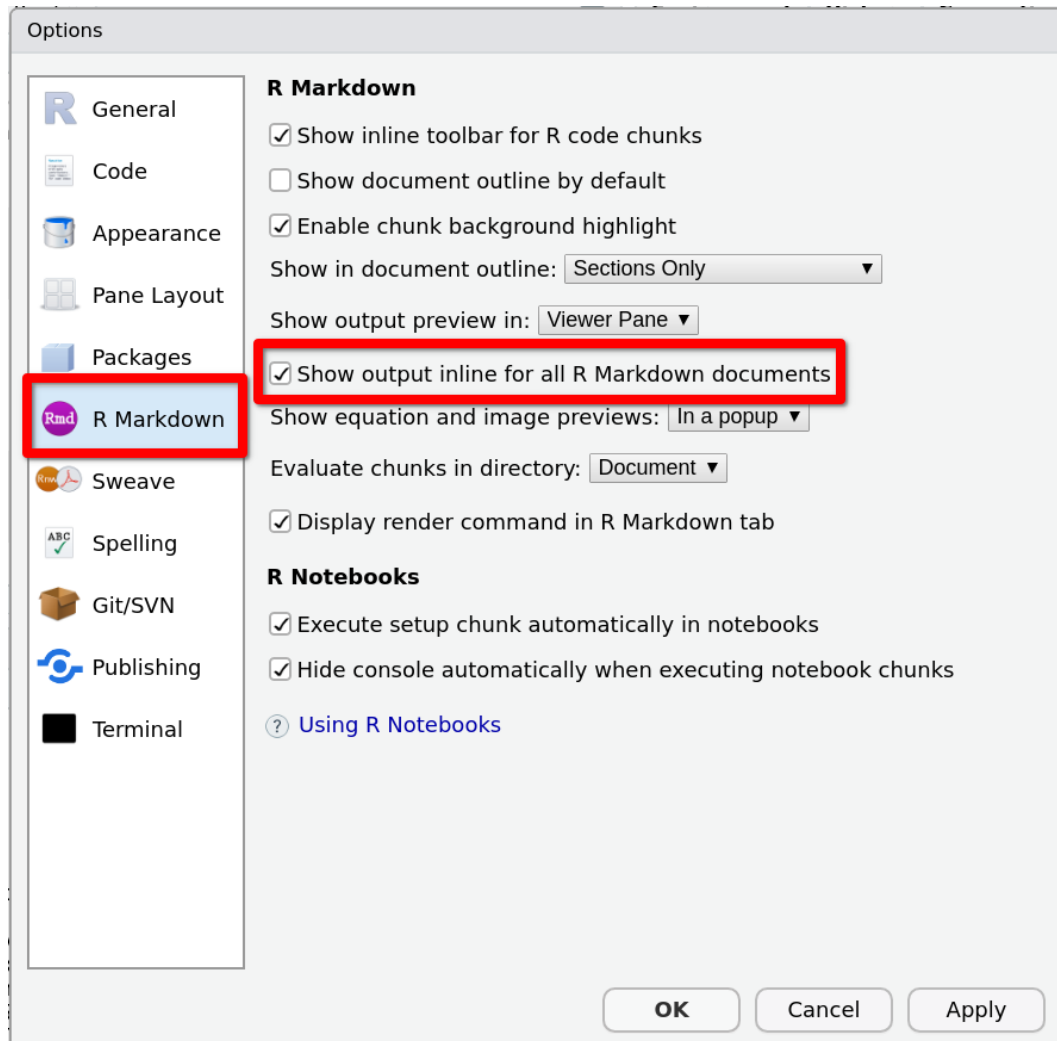 Options
General
Code
Appearance
Pane Layout
Packages
Rmd R Markdown
Rnw Sweave
ABC Spelling
Git/SVN
Publishing
Terminal
R Markdown
Show inline toolbar for R code chunks
Show document outline by default
Enable chunk background highlight
Show in document outline: Sections Only
Show output preview in: Viewer Pane
Show output inline for all R Markdown documents
Show equation and image previews: In a popup
Evaluate chunks in directory: Document
Display render command in R Markdown tab
R Notebooks
Execute setup chunk automatically in notebooks
Hide console automatically when executing notebook chunks
? Using R Notebooks
OK Cancel Apply